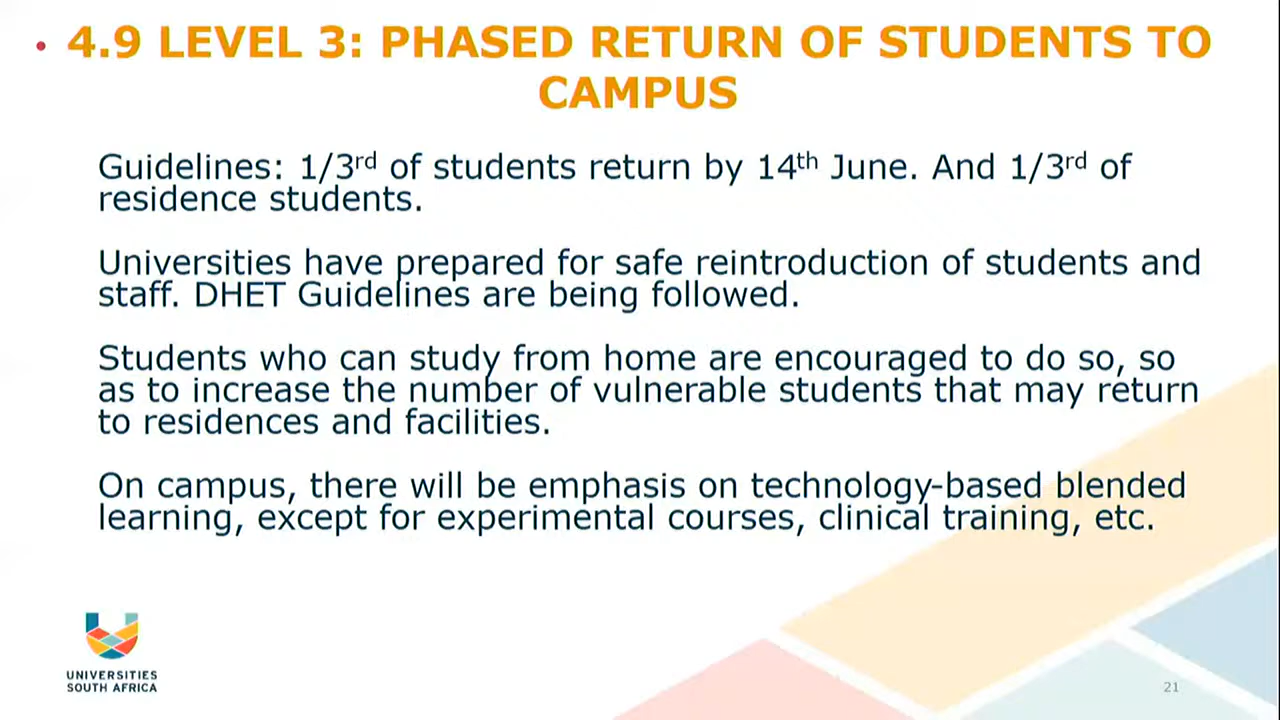 • 4.9 LEVEL 3: PHASED RETURN OF STUDENTS TO
CAMPUS
Guidelines: 1/3rd of students return by 14th June. And 1/3rd of
residence students.
Universities have prepared for safe reintroduction of students and
staff. DHET Guidelines are being followed.
Students who can study from home are encouraged to do so, so
as to increase the number of vulnerable students that may return
to residences and facilities.
On campus, there will be emphasis on technology-based blended
learning, except for experimental courses, clinical training, etc.
UNIVERSITIES
SOUTH AFRICA
21